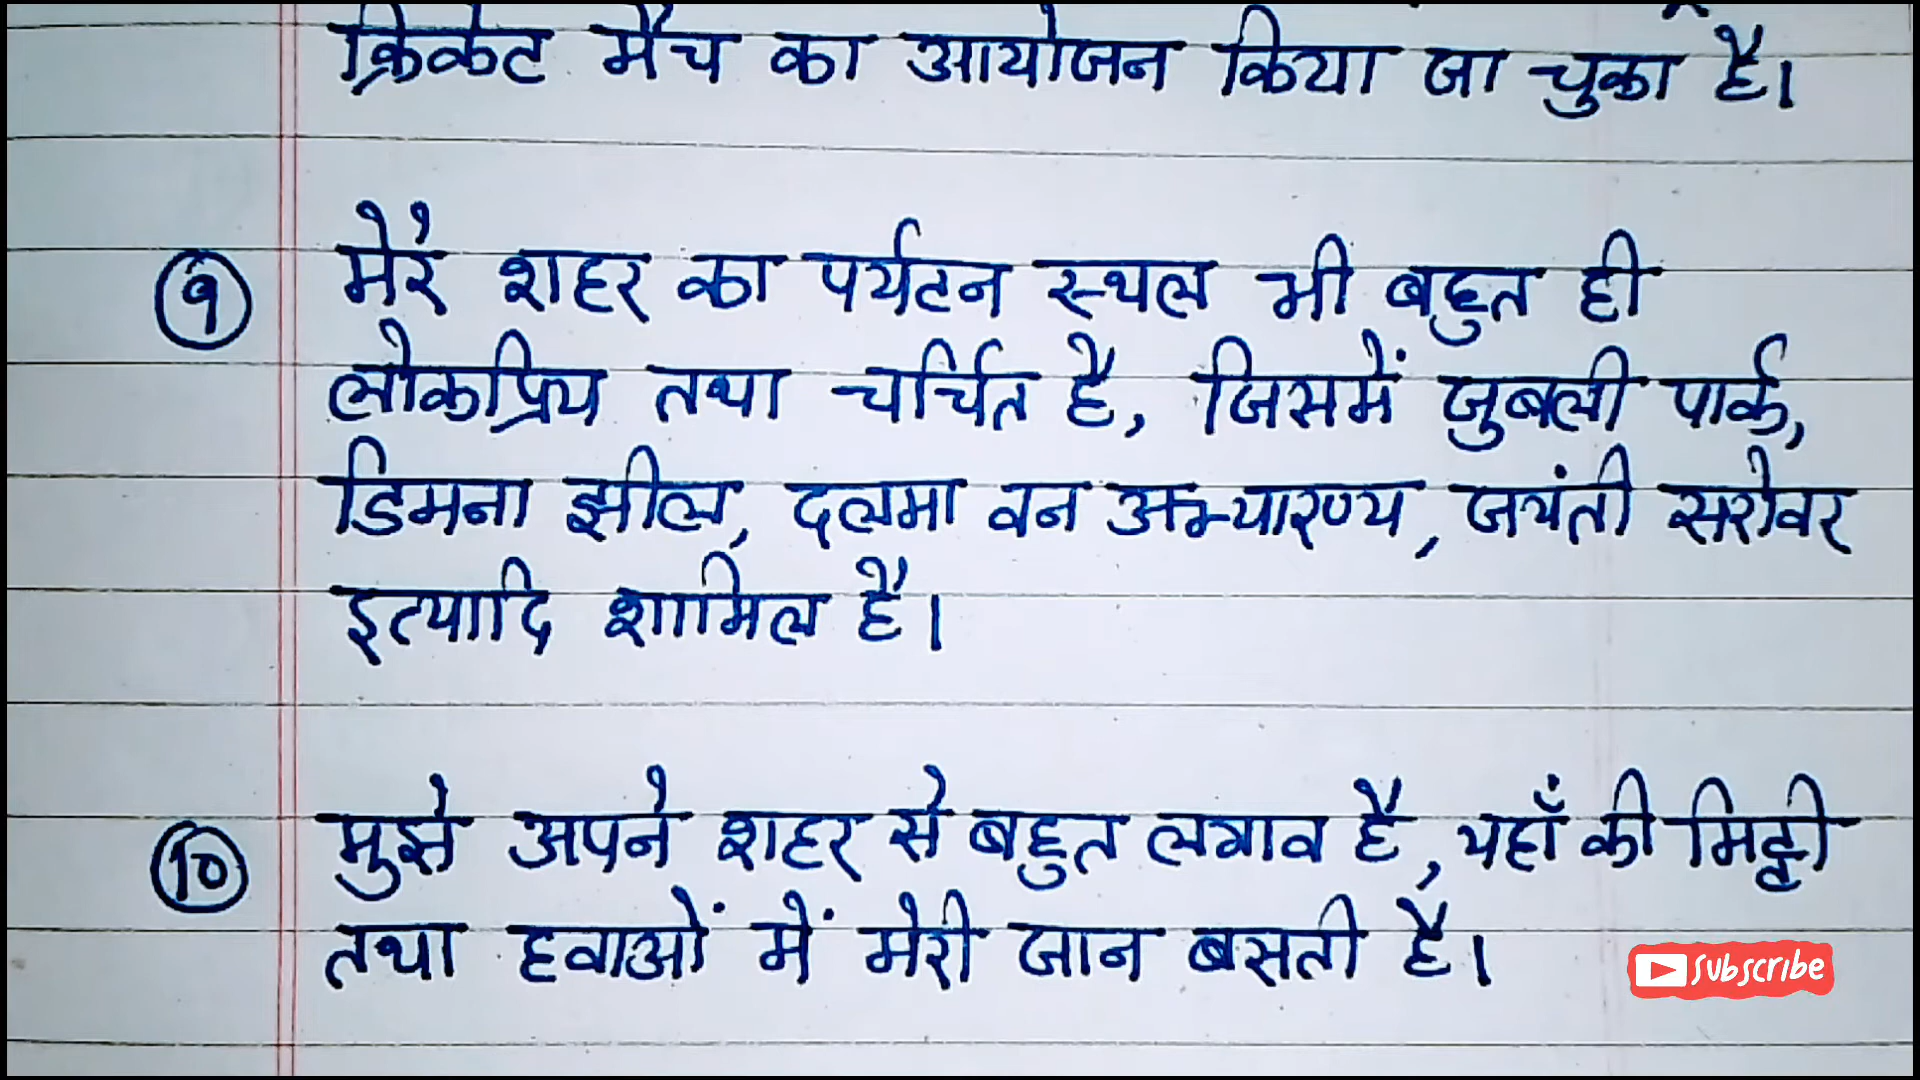 क्रिकेट मैच का आयोजन किया जा चुका है।
9 मेरे शहर का पर्यटन स्थल भी बहुत ही
लोकप्रिय तथा चर्चित है, जिसमें जुबली पार्क,
डिमना झील, दलमा वन अभ्यारण्य, जयंती सरोवर
इत्यादि शामिल है।
10 मुझे अपने शहर से बहुत लगाव है, यहाँ की मिट्टी
तथा हवाओं में मेरी जान बसती है।
Subscribe